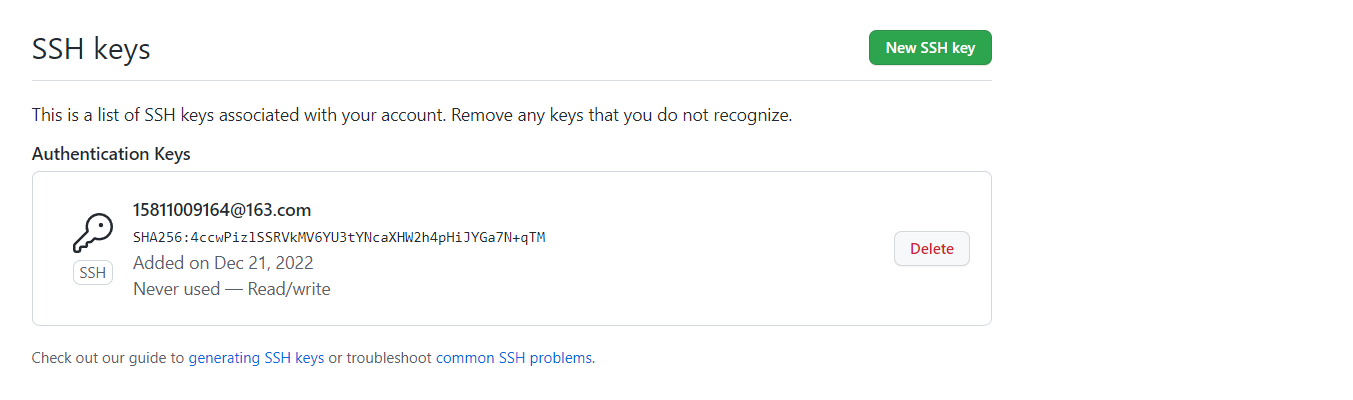 SSH keys
New SSH key
This is a list of SSH keys associated with your account. Remove any keys that you do not recognize.
Authentication Keys
15811009164@163.com
SHA256:4ccwPizlSSRVkMV6YU3tYNcaXHW2h4pHiJYGa7N+qTM
Added on Dec 21, 2022
Never used — Read/write
SSH
Delete
Check out our guide to generating SSH keys or troubleshoot common SSH problems.